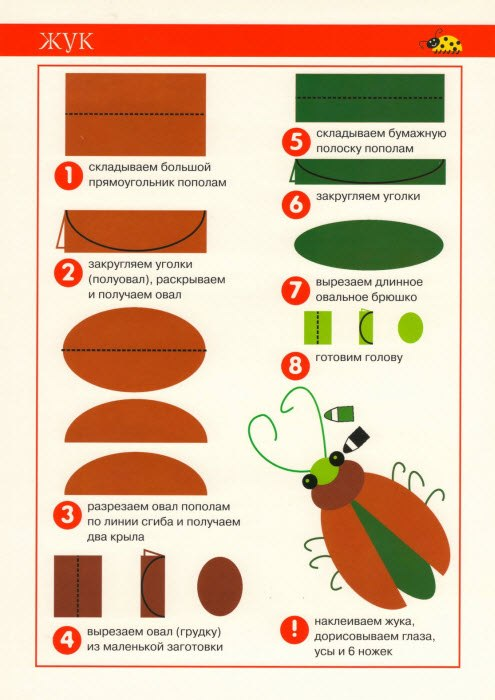 ЖУК
1 складываем большой
прямоугольник пополам
2 закругляем уголки
(полуовал), раскрываем
и получаем овал
3 разрезаем овал пополам
по линии сгиба и получаем
два крыла
4 вырезаем овал (грудку)
из маленькой заготовки
5 складываем бумажную
полоску пополам
6 закругляем уголки
7 вырезаем длинное
овальное брюшко
8 готовим голову
! наклеиваем жука,
дорисовываем глаза,
усы и 6 ножек